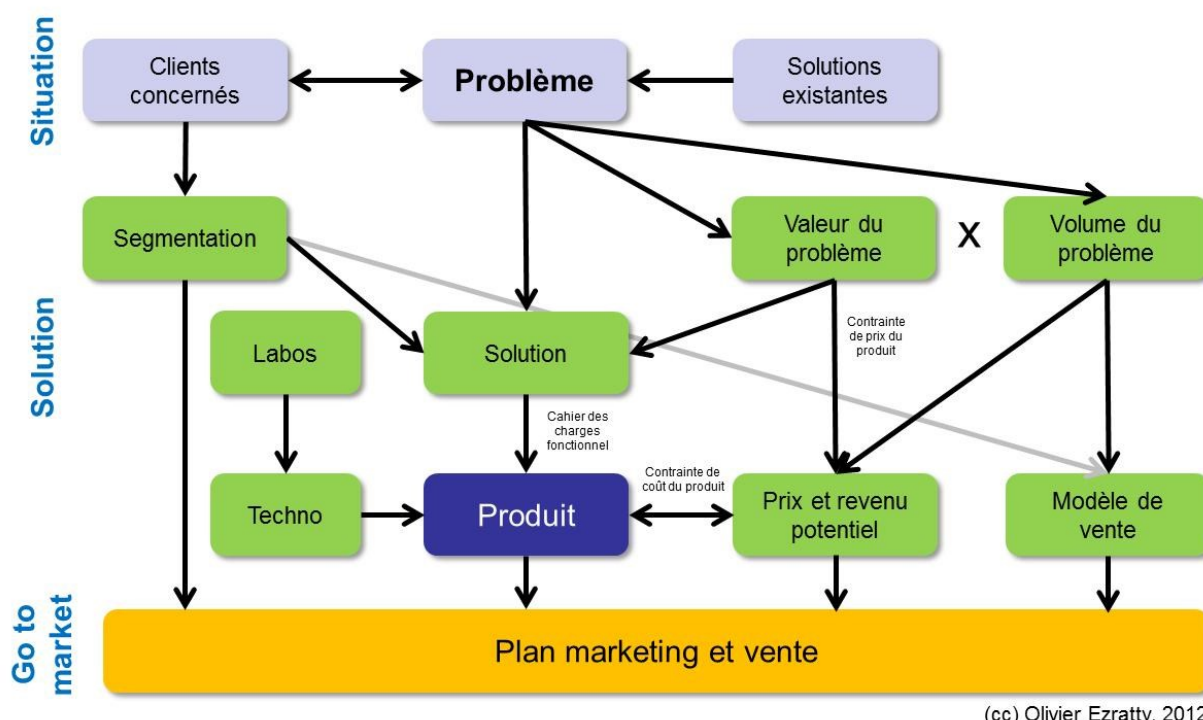 Situation
Clients
concernés
Problème
Solutions
existantes
Segmentation
Valeur du
problème
X
Volume du
problème
Solution
Labos
Solution
Contrainte
de prix du
produit
Cahier des
charges
fonctionnel
Techno
Produit
Contrainte de
coût du produit
Prix et revenu
potentiel
Modèle de
vente
Go to
market
Plan marketing et vente
(cc) Olivier Ezratty, 2012